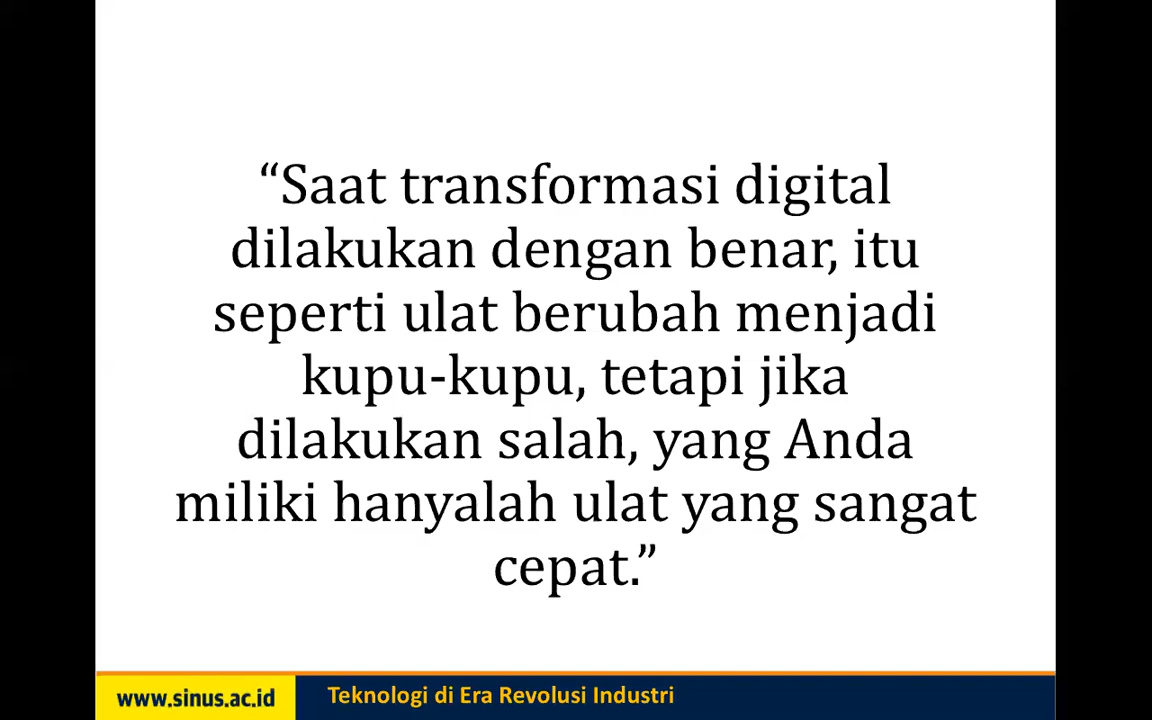 “Saat transformasi digital
dilakukan dengan benar, itu
seperti ulat berubah menjadi
kupu-kupu, tetapi jika
dilakukan salah, yang Anda
miliki hanyalah ulat yang sangat
cepat.”
www.sinus.ac.id
Teknologi di Era Revolusi Industri